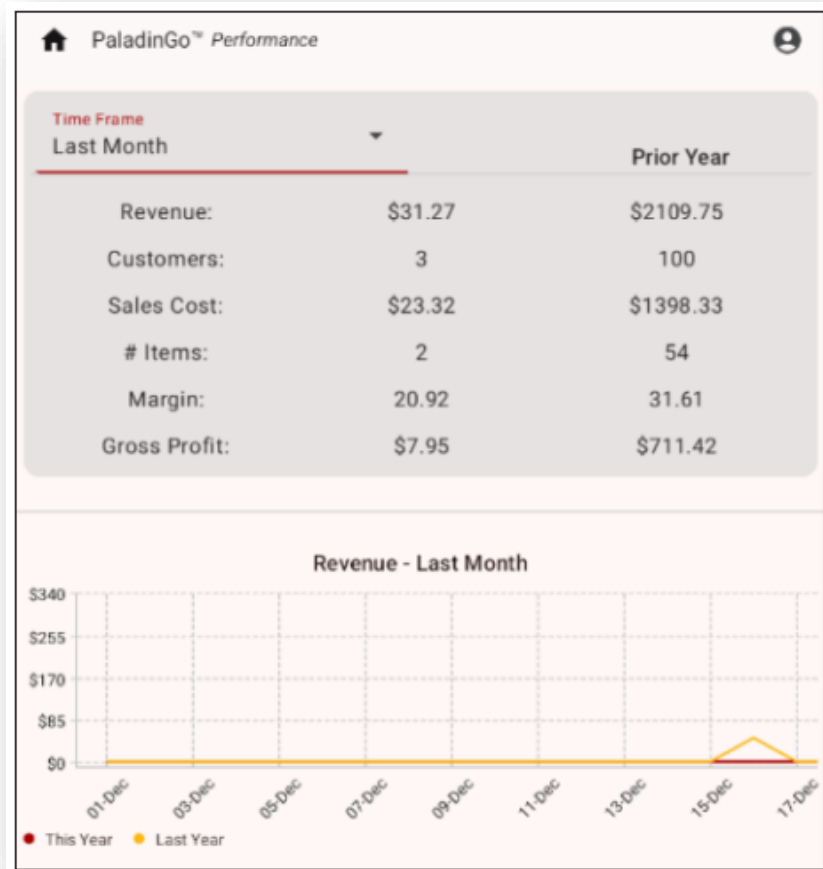 PaladinGo™ Performance
Time Frame
Last Month
Prior Year
Revenue: $31.27 $2109.75
Customers: 3 100
Sales Cost: $23.32 $1398.33
# Items: 2 54
Margin: 20.92 31.61
Gross Profit: $7.95 $711.42
Revenue - Last Month
$340
$255
$170
$85
$0
01-Dec 03-Dec 05-Dec 07-Dec 09-Dec 11-Dec 13-Dec 15-Dec 17-Dec
This Year Last Year